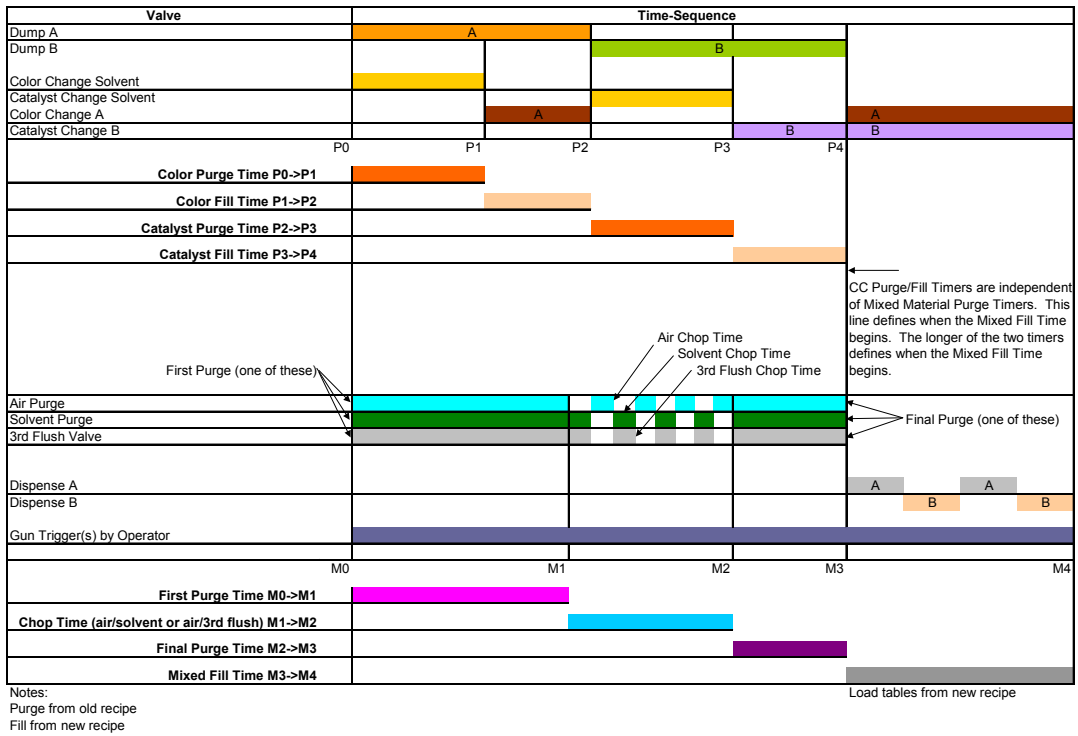 Valve Time-Sequence
Dump A A
Dump B B
Color Change Solvent
Catalyst Change Solvent
Color Change A A A
Catalyst Change B B B
P0 P1 P2 P3 P4
Color Purge Time P0->P1
Color Fill Time P1->P2
Catalyst Purge Time P2->P3
Catalyst Fill Time P3->P4
CC Purge/Fill Timers are independent
of Mixed Material Purge Timers. This
line defines when the Mixed Fill Time
begins. The longer of the two timers
defines when the Mixed Fill Time
begins.
Air Chop Time
Solvent Chop Time
3rd Flush Chop Time
First Purge (one of these)
Air Purge
Solvent Purge
3rd Flush Valve
Final Purge (one of these)
Dispense A A A
Dispense B B B
Gun Trigger(s) by Operator
M0 M1 M2 M3 M4
First Purge Time M0->M1
Chop Time (air/solvent or air/3rd flush) M1->M2
Final Purge Time M2->M3
Mixed Fill Time M3->M4
Notes:
Purge from old recipe
Fill from new recipe
Load tables from new recipe